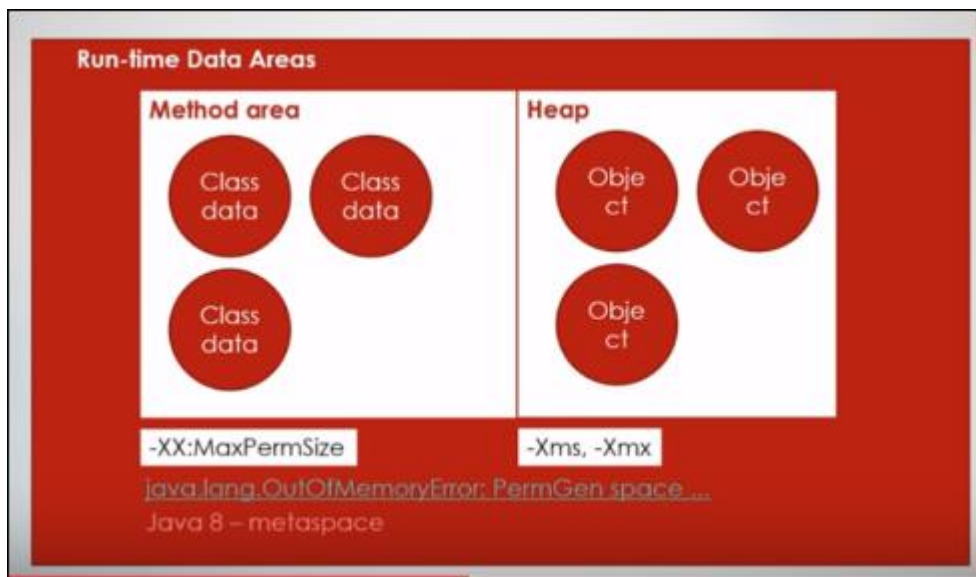 Run-time Data Areas
Method area
Heap
Class
data
Class
data
Class
data
Obje
ct
Obje
ct
Obje
ct
-XX:MaxPermSize
-Xms, -Xmx
java.lang.OutOfMemoryError: PermGen space ...
Java 8 – metaspace